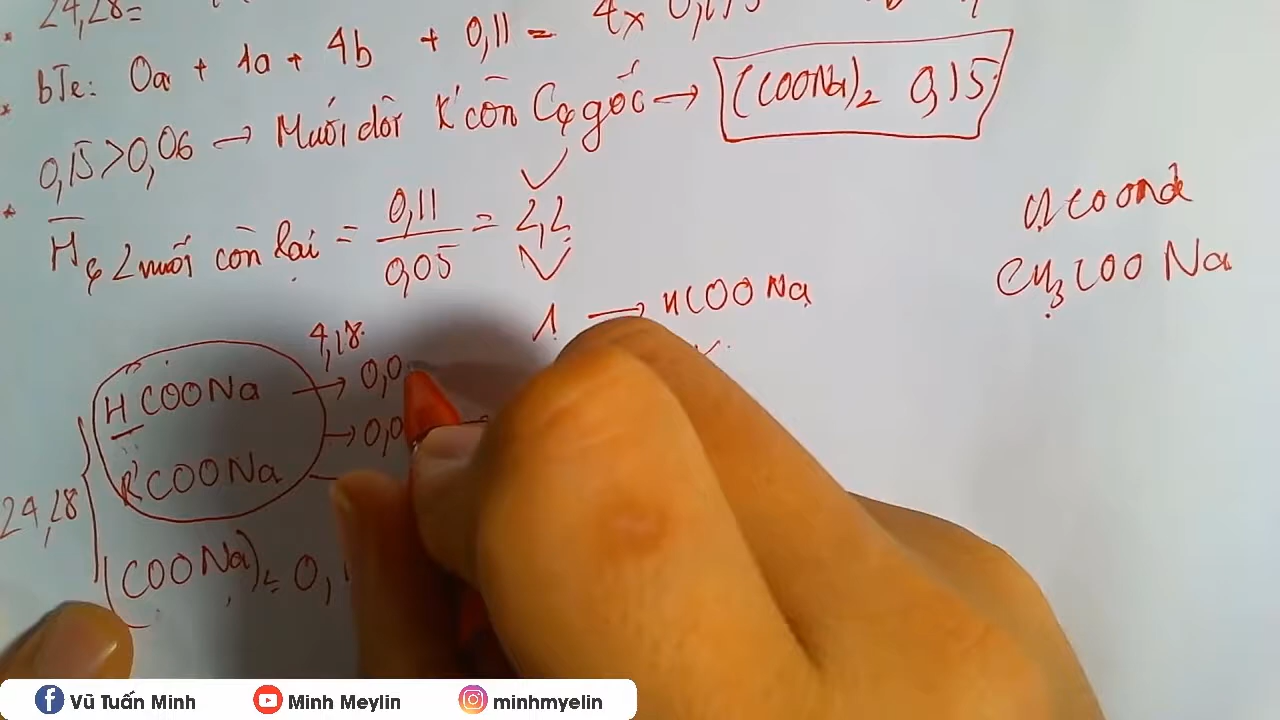 24,28 =
bTe: 0a + 1a + 4b + 0,11 = 4x
0,15 > 0,06 → Muối dời K' còn C ở gốc → (COONa)2 0,15
H ở 2 muối còn lại = 0,11 / 0,05 = 2,2
HCOONa
CH3COONa
1 → HCOONa
4,18
HCOONa → 0,0
R'COONa → 0,0
24,28
(COONa)2 = 0,1
Vũ Tuấn Minh
Minh Meylin
minhmyelin